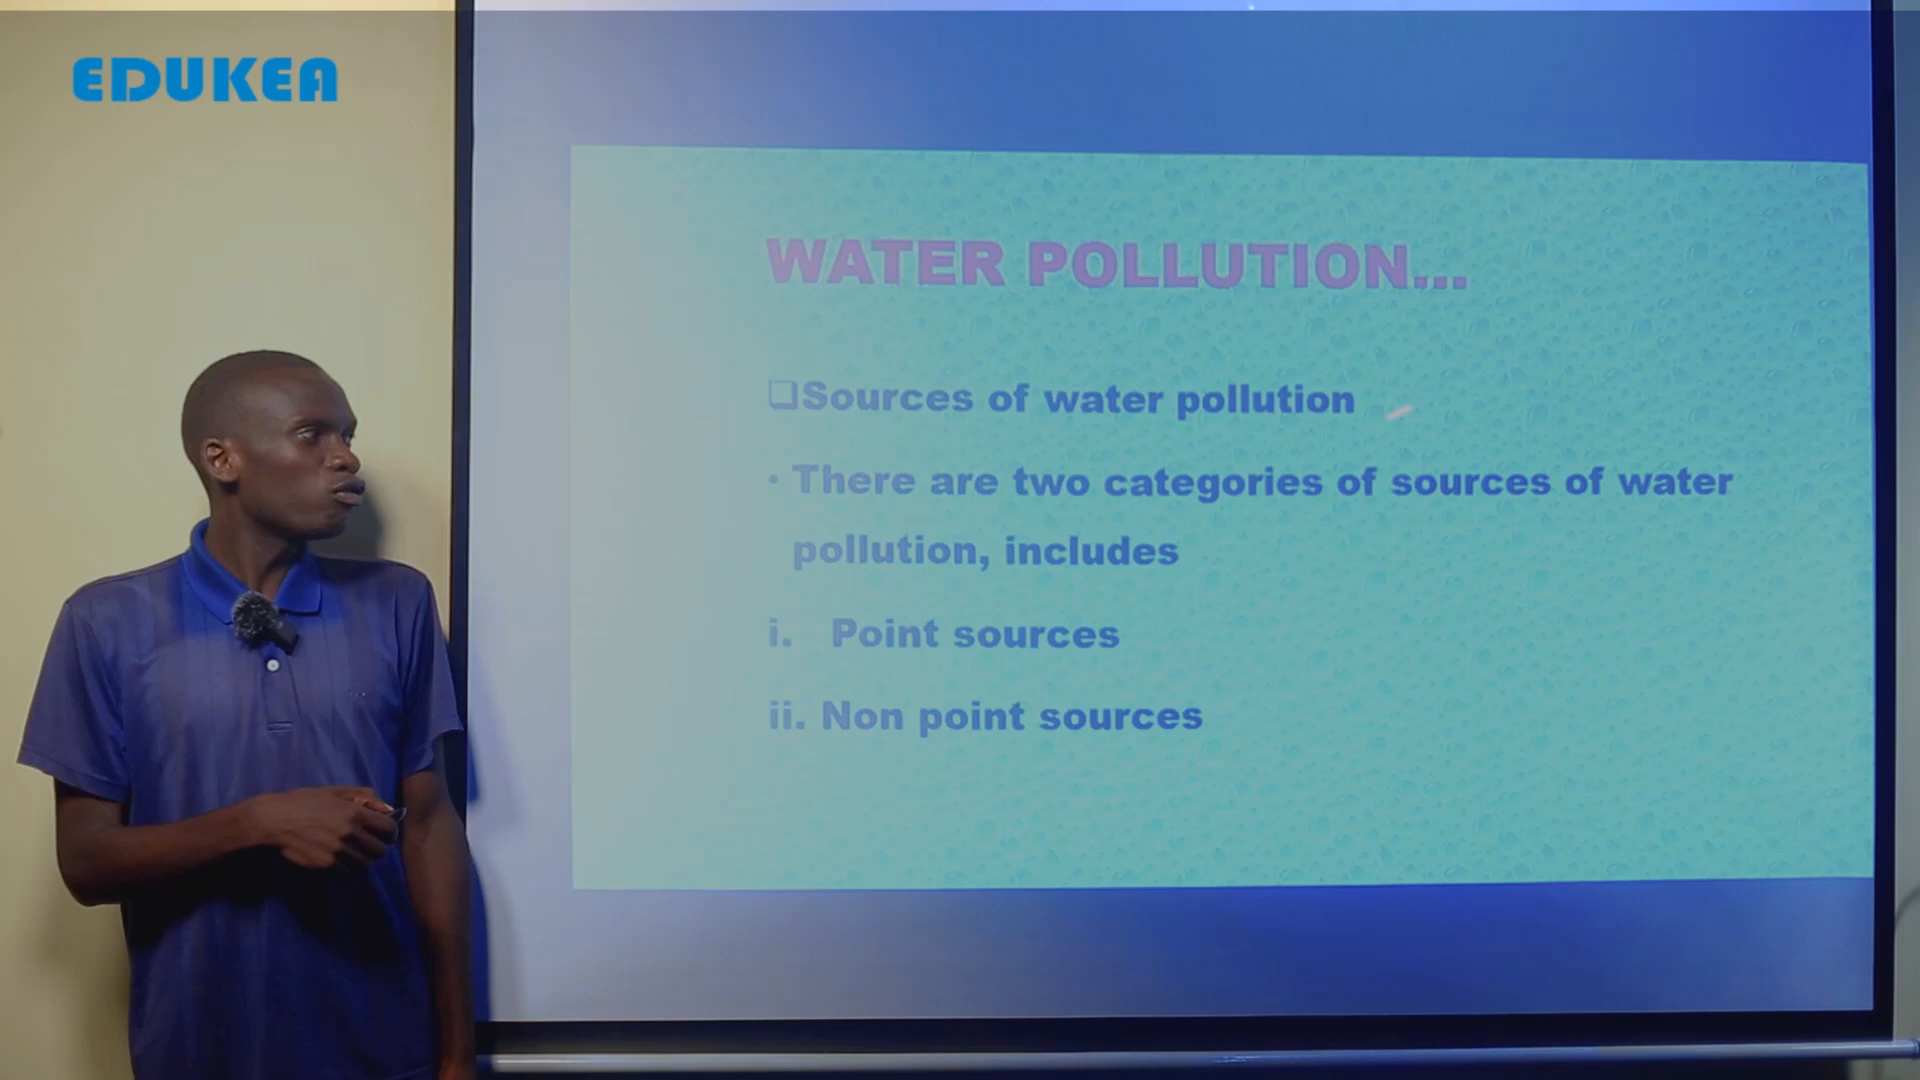 EDUKEA
WATER POLLUTION...
Sources of water pollution
• There are two categories of sources of water
pollution, includes
i. Point sources
ii. Non point sources